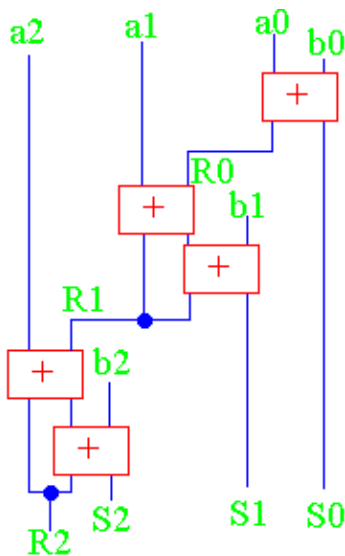 a2 a1 a0 b0
+
R0
+
b1
+
R1
+
b2
+
R2 S2 S1 S0